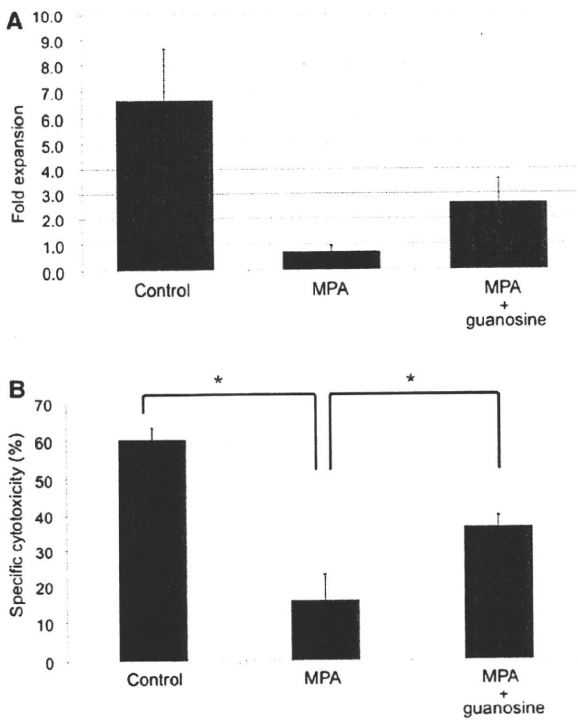 A
10.0
9.0
8.0
7.0
6.0
5.0
4.0
3.0
2.0
1.0
0.0
Fold expansion
Control
MPA
MPA
+
guanosine
B
70
60
50
40
30
20
10
0
Specific cytotoxicity (%)
*
*
Control
MPA
MPA
+
guanosine